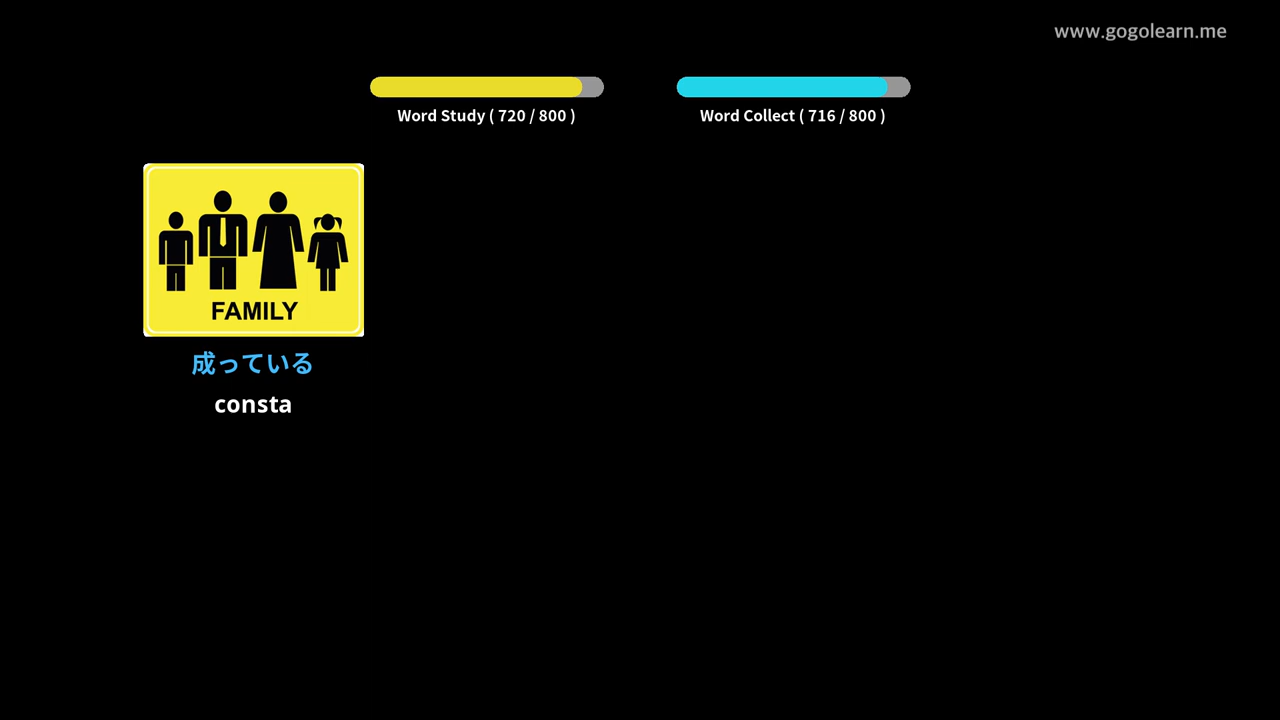 www.gogolearn.me
Word Study ( 720 / 800 )
Word Collect ( 716 / 800 )
FAMILY
成っている
consta